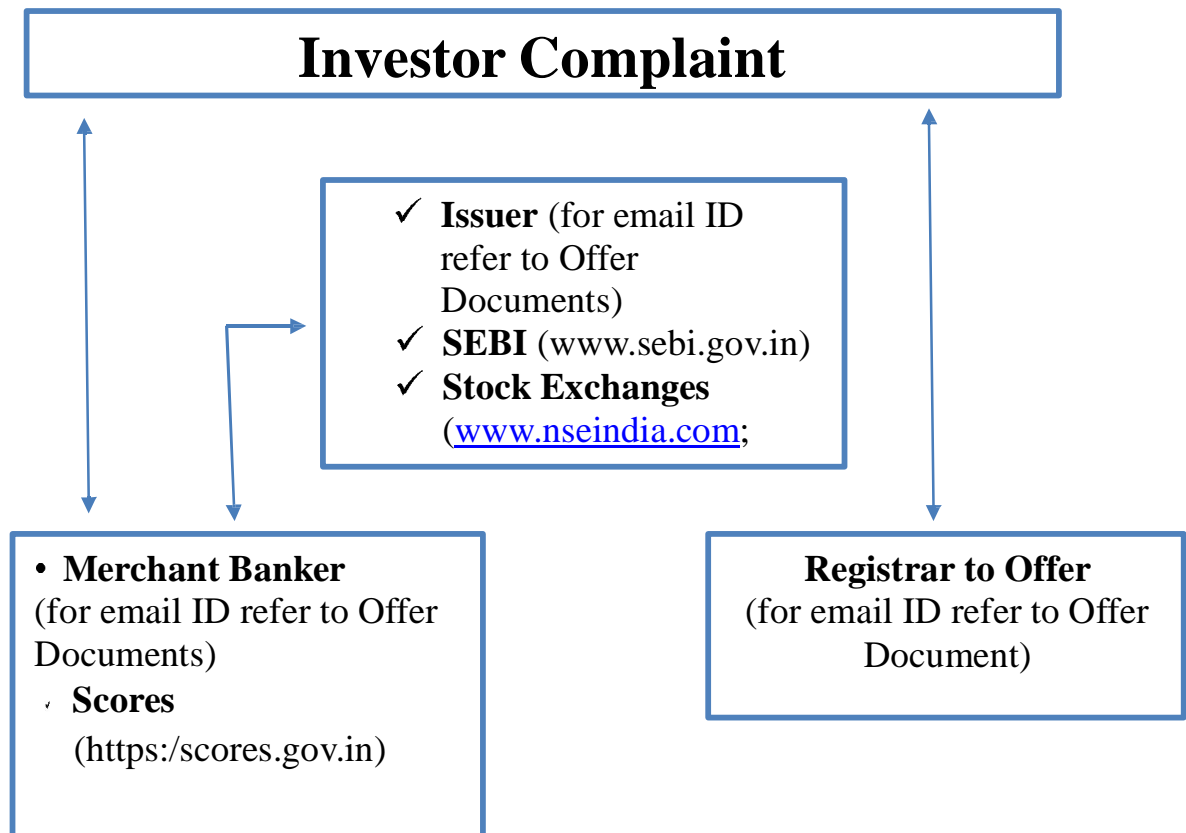 Investor Complaint
✓ Issuer (for email ID
refer to Offer
Documents)
✓ SEBI (www.sebi.gov.in)
✓ Stock Exchanges
(www.nseindia.com;
• Merchant Banker
(for email ID refer to Offer
Documents)
✓ Scores
(https:/scores.gov.in)
Registrar to Offer
(for email ID refer to Offer
Document)